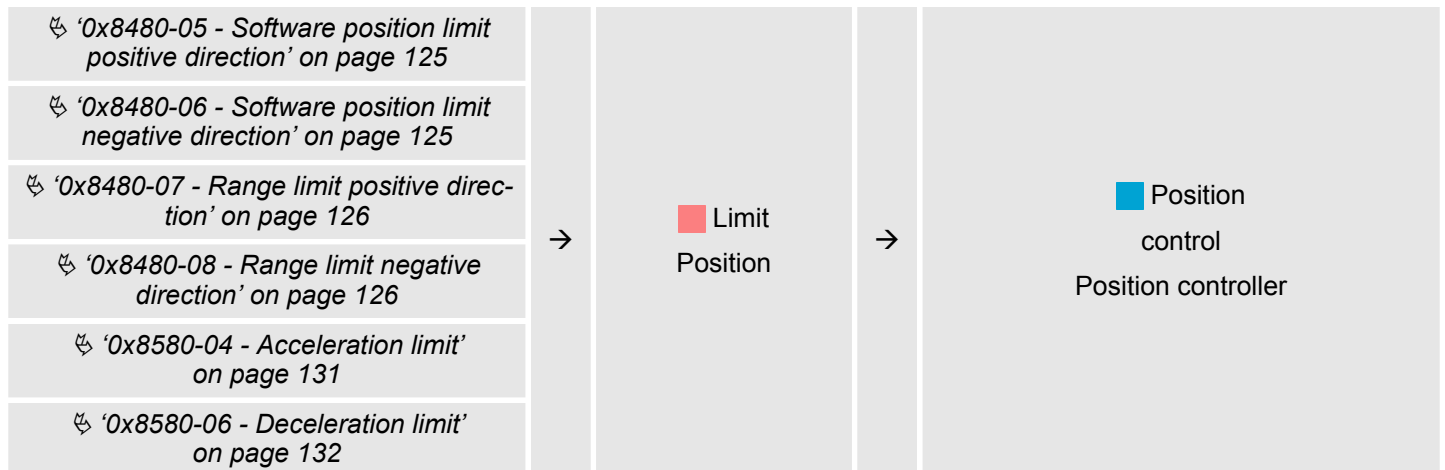 ↳ ‘0x8480-05 - Software position limit
positive direction’ on page 125
↳ ‘0x8480-06 - Software position limit
negative direction’ on page 125
↳ ‘0x8480-07 - Range limit positive direc-
tion’ on page 126
↳ ‘0x8480-08 - Range limit negative
direction’ on page 126
↳ ‘0x8580-04 - Acceleration limit’
on page 131
↳ ‘0x8580-06 - Deceleration limit’
on page 132
→
Limit
Position
→
Position
control
Position controller